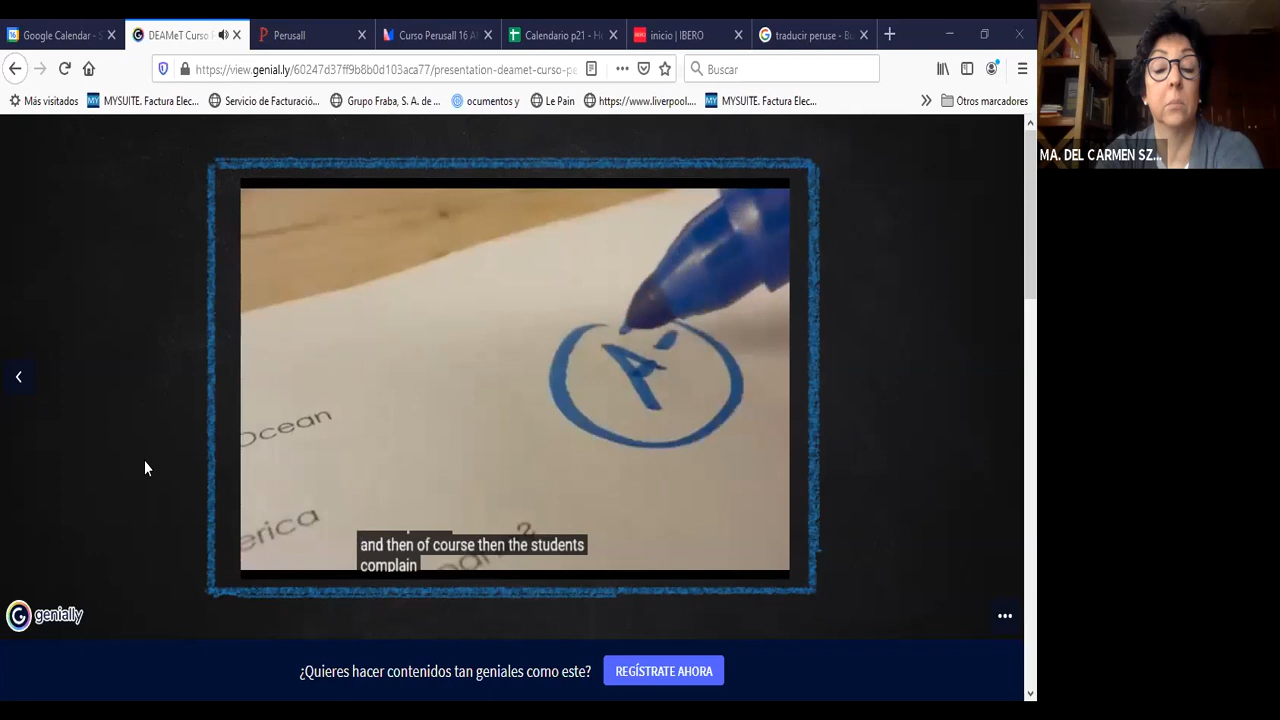 Google Calendar - S
DEAMeT Curso P
Perusall
Curso Perusall 16 A
Calendario p21 - Ho
inicio | IBERO
traducir peruse - Bu
https://view.genial.ly/60247d37ff9b8b0d103aca77/presentation-deamet-curso-pe
Buscar
Más visitados
MYSUITE. Factura Elec...
Servicio de Facturació...
Grupo Fraba, S. A. de ...
ocumentos y
Le Pain
https://www.liverpool....
MYSUITE. Factura Elec...
Otros marcadores
MA. DEL CARMEN SZ...
A-
Ocean
erica
and then of course then the students
complain
genially
¿Quieres hacer contenidos tan geniales como este?
REGÍSTRATE AHORA